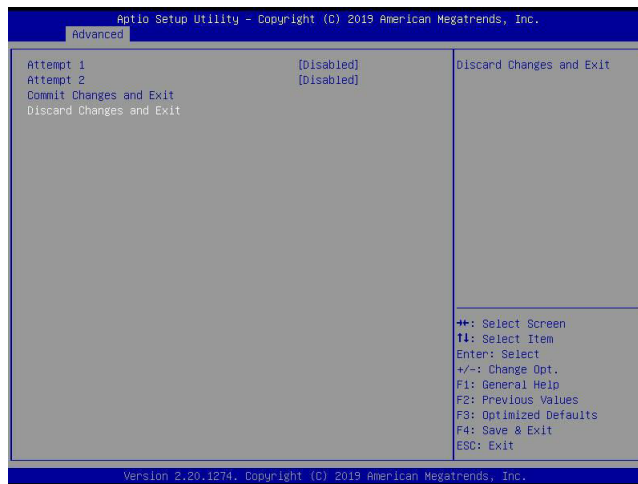 Aptio Setup Utility – Copyright (C) 2019 American Megatrends, Inc.
Advanced
Attempt 1 [Disabled]
Attempt 2 [Disabled]
Commit Changes and Exit
Discard Changes and Exit
Discard Changes and Exit
→←: Select Screen
↑↓: Select Item
Enter: Select
+/-: Change Opt.
F1: General Help
F2: Previous Values
F3: Optimized Defaults
F4: Save & Exit
ESC: Exit
Version 2.20.1274. Copyright (C) 2019 American Megatrends, Inc.